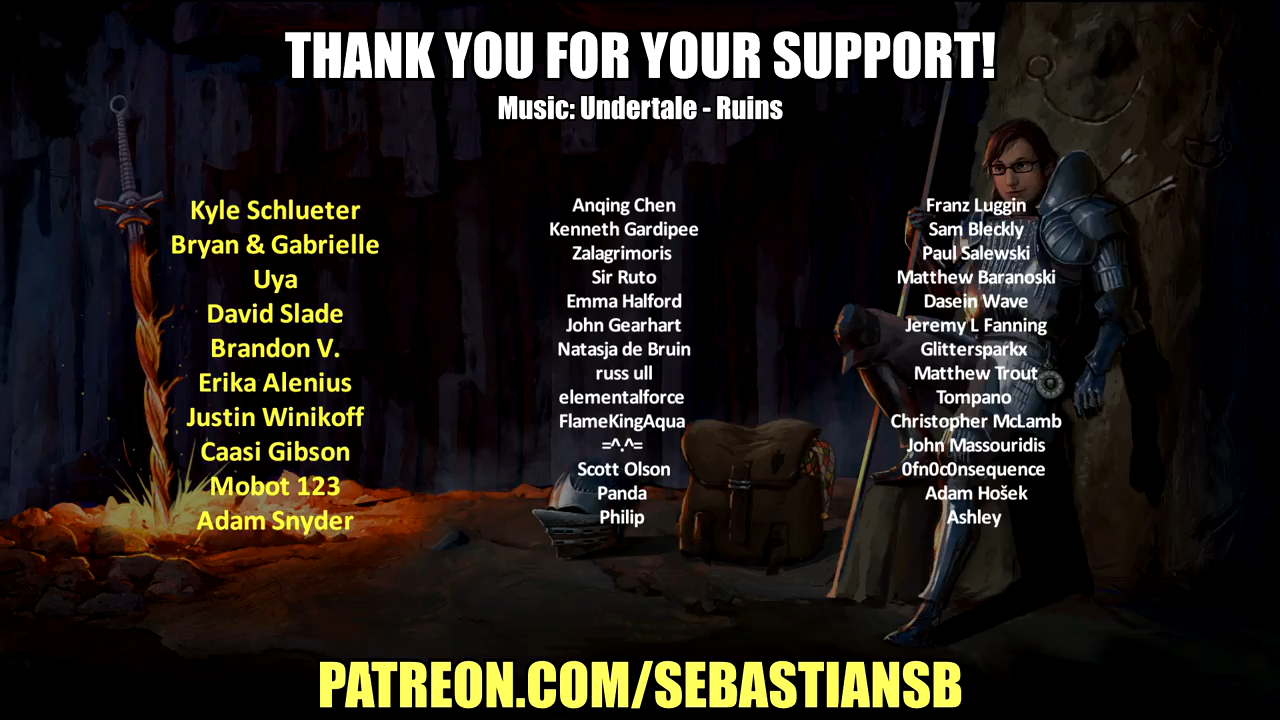 THANK YOU FOR YOUR SUPPORT!
Music: Undertale - Ruins
Kyle Schlueter
Bryan & Gabrielle
Uya
David Slade
Brandon V.
Erika Alenius
Justin Winikoff
Caasi Gibson
Mobot 123
Adam Snyder
Anqing Chen
Kenneth Gardipee
Zalagrimoris
Sir Ruto
Emma Halford
John Gearhart
Natasja de Bruin
russ ull
elementalforce
FlameKingAqua
=^.^=
Scott Olson
Panda
Philip
Franz Luggin
Sam Bleckly
Paul Salewski
Matthew Baranoski
Dasein Wave
Jeremy L Fanning
Glittersparkx
Matthew Trout
Tompano
Christopher McLamb
John Massouridis
0fn0c0nsequence
Adam Hošek
Ashley
PATREON.COM/SEBASTIANSB